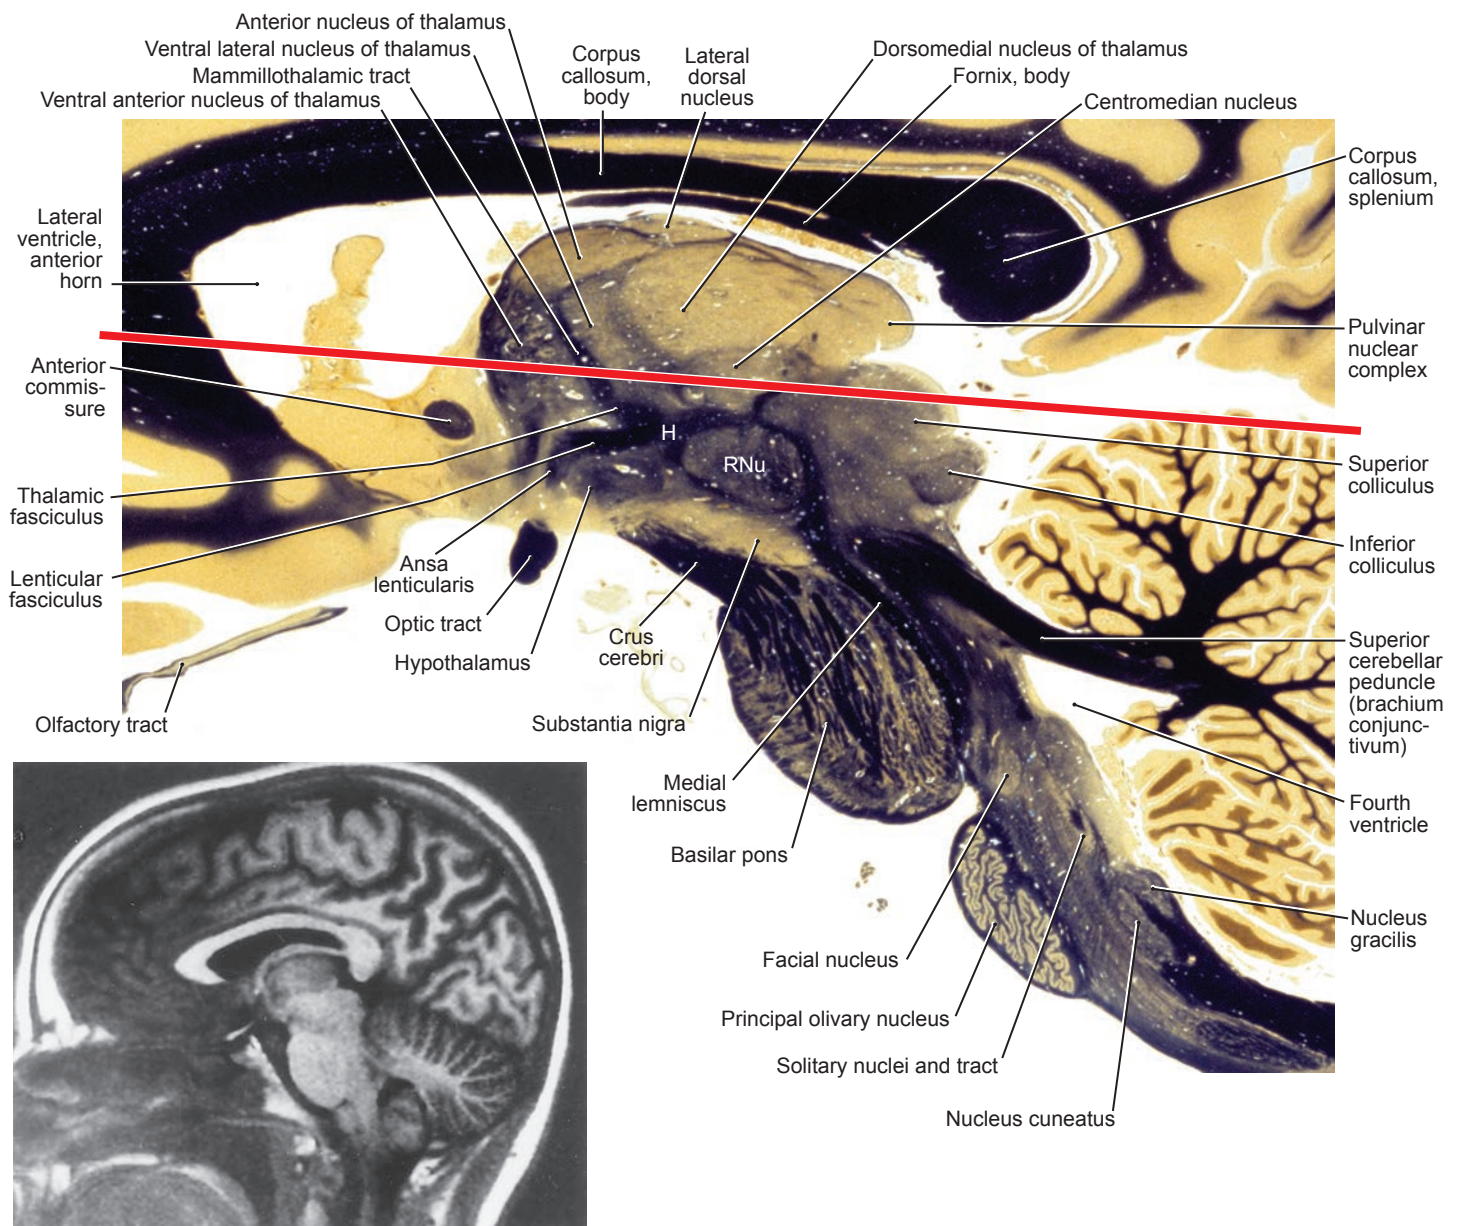 Anterior nucleus of thalamus
Ventral lateral nucleus of thalamus
Mammillothalamic tract
Ventral anterior nucleus of thalamus
Corpus
callosum,
body
Lateral
dorsal
nucleus
Dorsomedial nucleus of thalamus
Fornix, body
Centromedian nucleus
Corpus
callosum,
splenium
Lateral
ventricle,
anterior
horn
Pulvinar
nuclear
complex
Anterior
commis-
sure
H
RNu
Superior
colliculus
Thalamic
fasciculus
Inferior
colliculus
Lenticular
fasciculus
Ansa
lenticularis
Optic tract
Hypothalamus
Crus
cerebri
Superior
cerebellar
peduncle
(brachium
conjunc-
tivum)
Olfactory tract
Substantia nigra
Medial
lemniscus
Basilar pons
Fourth
ventricle
Nucleus
gracilis
Facial nucleus
Principal olivary nucleus
Solitary nuclei and tract
Nucleus cuneatus